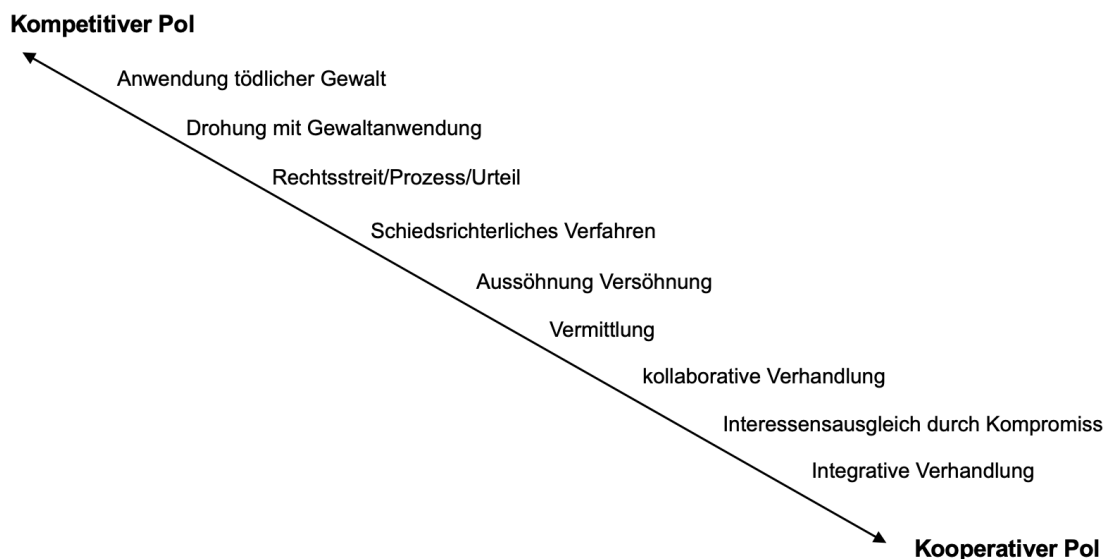 Kompetitiver Pol
Anwendung tödlicher Gewalt
Drohung mit Gewaltanwendung
Rechtsstreit/Prozess/Urteil
Schiedsrichterliches Verfahren
Aussöhnung Versöhnung
Vermittlung
kollaborative Verhandlung
Interessensausgleich durch Kompromiss
Integrative Verhandlung
Kooperativer Pol